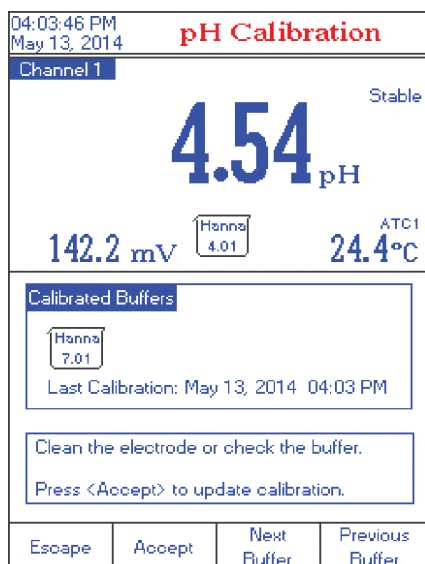 04:03:46 PM
May 13, 2014
pH Calibration
Channel 1
Stable
4.54 pH
142.2 mV
Hanna
4.01
ATC1
24.4°C
Calibrated Buffers
Hanna
7.01
Last Calibration: May 13, 2014 04:03 PM
Clean the electrode or check the buffer.
Press <Accept> to update calibration.
Escape
Accept
Next
Buffer
Previous
Buffer